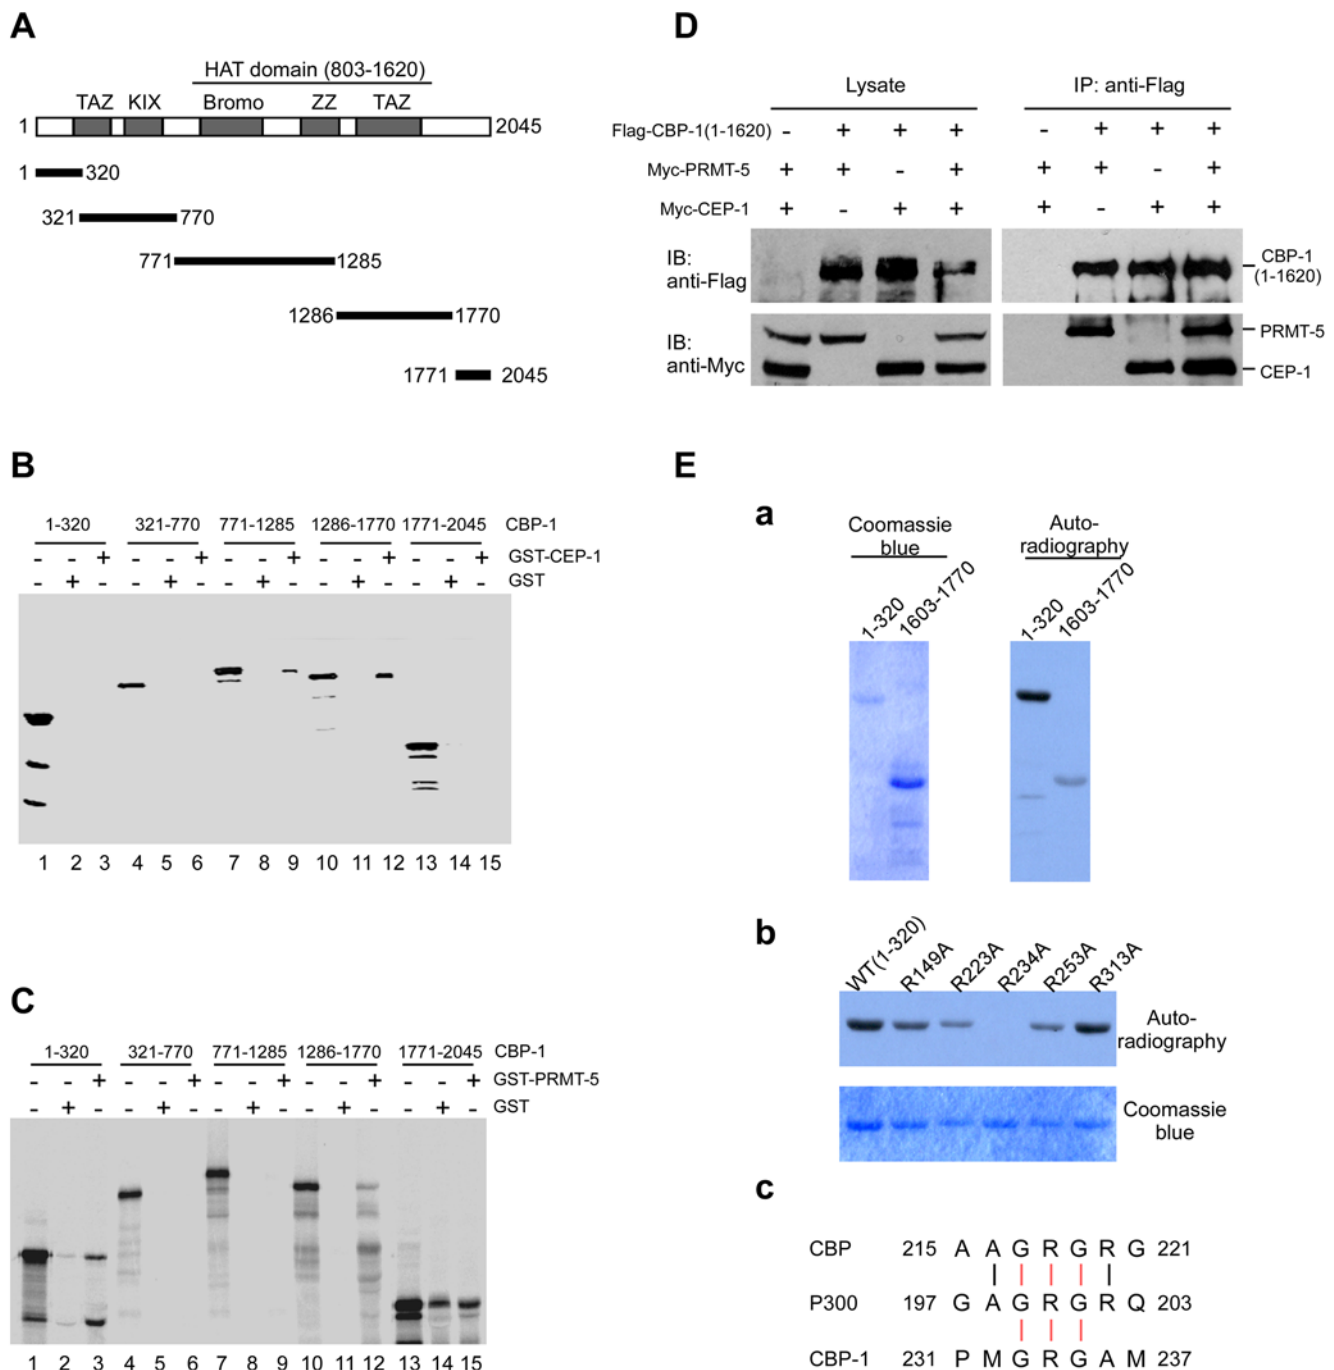 A
HAT domain (803-1620)
TAZ KIX Bromo ZZ TAZ
1 2045
1 320
321 770
771 1285
1286 1770
1771 2045
B
1-320 321-770 771-1285 1286-1770 1771-2045 CBP-1
- - + - - + - - + - - + - - + GST-CEP-1
- + - - + - - + - - + - - + - GST
1 2 3 4 5 6 7 8 9 10 11 12 13 14 15
C
1-320 321-770 771-1285 1286-1770 1771-2045 CBP-1
- - + - - + - - + - - + - - + GST-PRMT-5
- + - - + - - + - - + - - + - GST
1 2 3 4 5 6 7 8 9 10 11 12 13 14 15
D
Lysate IP: anti-Flag
Flag-CBP-1(1-1620) - + + + - + + +
Myc-PRMT-5 + + - + + + - +
Myc-CEP-1 + - + + + - + +
IB:
anti-Flag
CBP-1
(1-1620)
IB:
anti-Myc
PRMT-5
CEP-1
E
a
Coomassie
blue
Auto-
radiography
1-320 1603-1770 1-320 1603-1770
b
WT(1-320) R149A R223A R234A R253A R313A
Auto-
radiography
Coomassie
blue
c
CBP 215 A A G R G R G 221
P300 197 G A G R G R Q 203
CBP-1 231 P M G R G A M 237